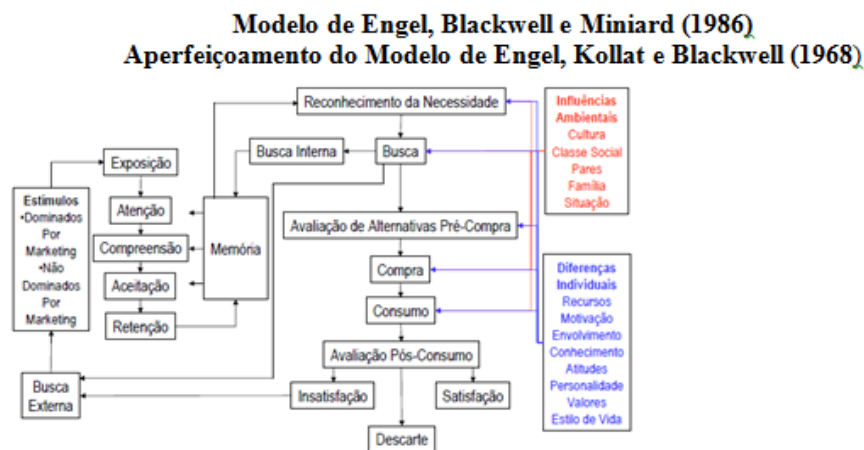 Modelo de Engel, Blackwell e Miniard (1986)
Aperfeiçoamento do Modelo de Engel, Kollat e Blackwell (1968)
Reconhecimento da Necessidade
Busca Interna
Busca
Exposição
Estímulos
•Dominados
Por
Marketing
•Não
Dominados
Por
Marketing
Atenção
Compreensão
Aceitação
Retenção
Memória
Avaliação de Alternativas Pré-Compra
Compra
Consumo
Avaliação Pós-Consumo
Busca
Externa
Insatisfação
Satisfação
Descarte
Influências
Ambientais
Cultura
Classe Social
Pares
Família
Situação
Diferenças
Individuais
Recursos
Motivação
Envolvimento
Conhecimento
Atitudes
Personalidade
Valores
Estilo de Vida